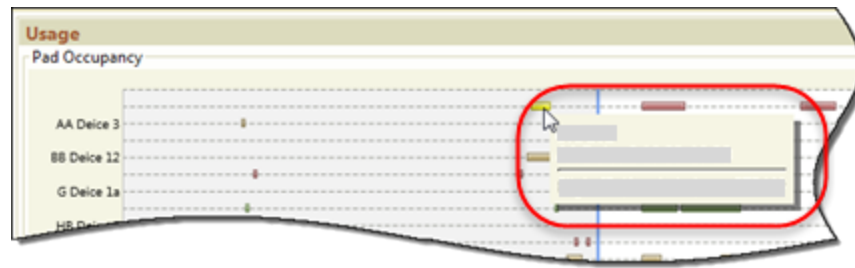 Usage
Pad Occupancy
AA Deice 3
BB Deice 12
G Deice 1a